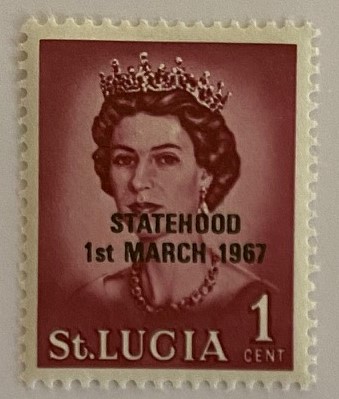 STATEHOOD
1st MARCH 1967
St. LUCIA 1 CENT